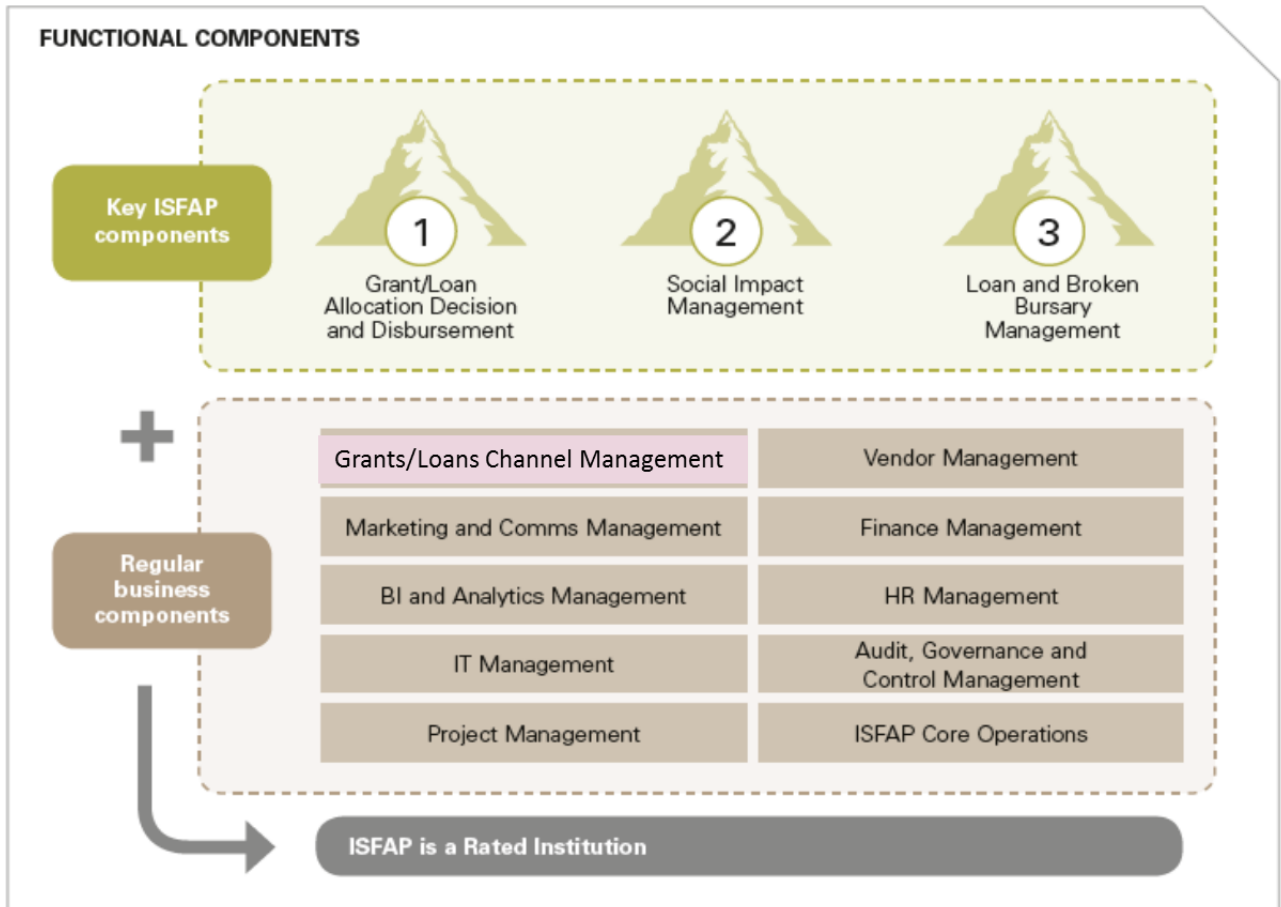 FUNCTIONAL COMPONENTS
Key ISFAP
components
1
Grant/Loan
Allocation Decision
and Disbursement
2
Social Impact
Management
3
Loan and Broken
Bursary
Management
+
Regular
business
components
Grants/Loans Channel Management
Vendor Management
Marketing and Comms Management
Finance Management
BI and Analytics Management
HR Management
IT Management
Audit, Governance and
Control Management
Project Management
ISFAP Core Operations
ISFAP is a Rated Institution